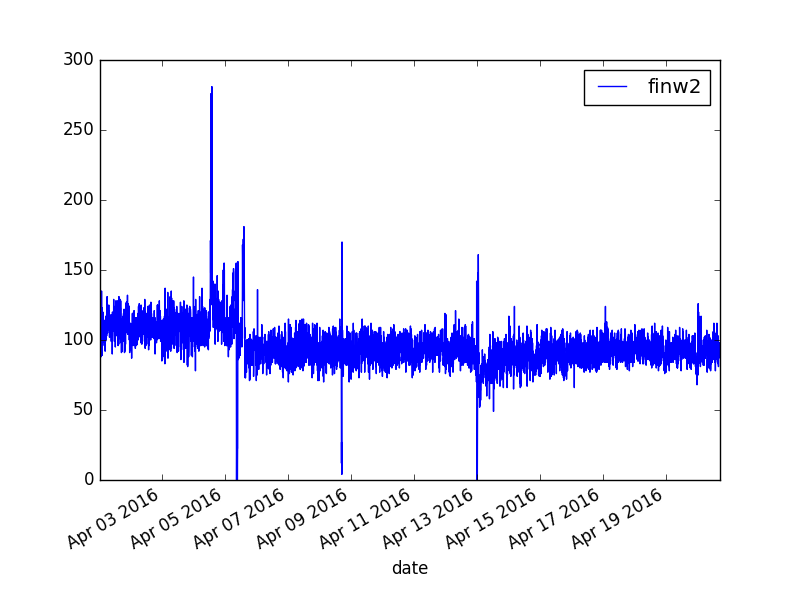 300
250
200
150
100
50
0
finw2
Apr 03 2016
Apr 05 2016
Apr 07 2016
Apr 09 2016
Apr 11 2016
Apr 13 2016
Apr 15 2016
Apr 17 2016
Apr 19 2016
date